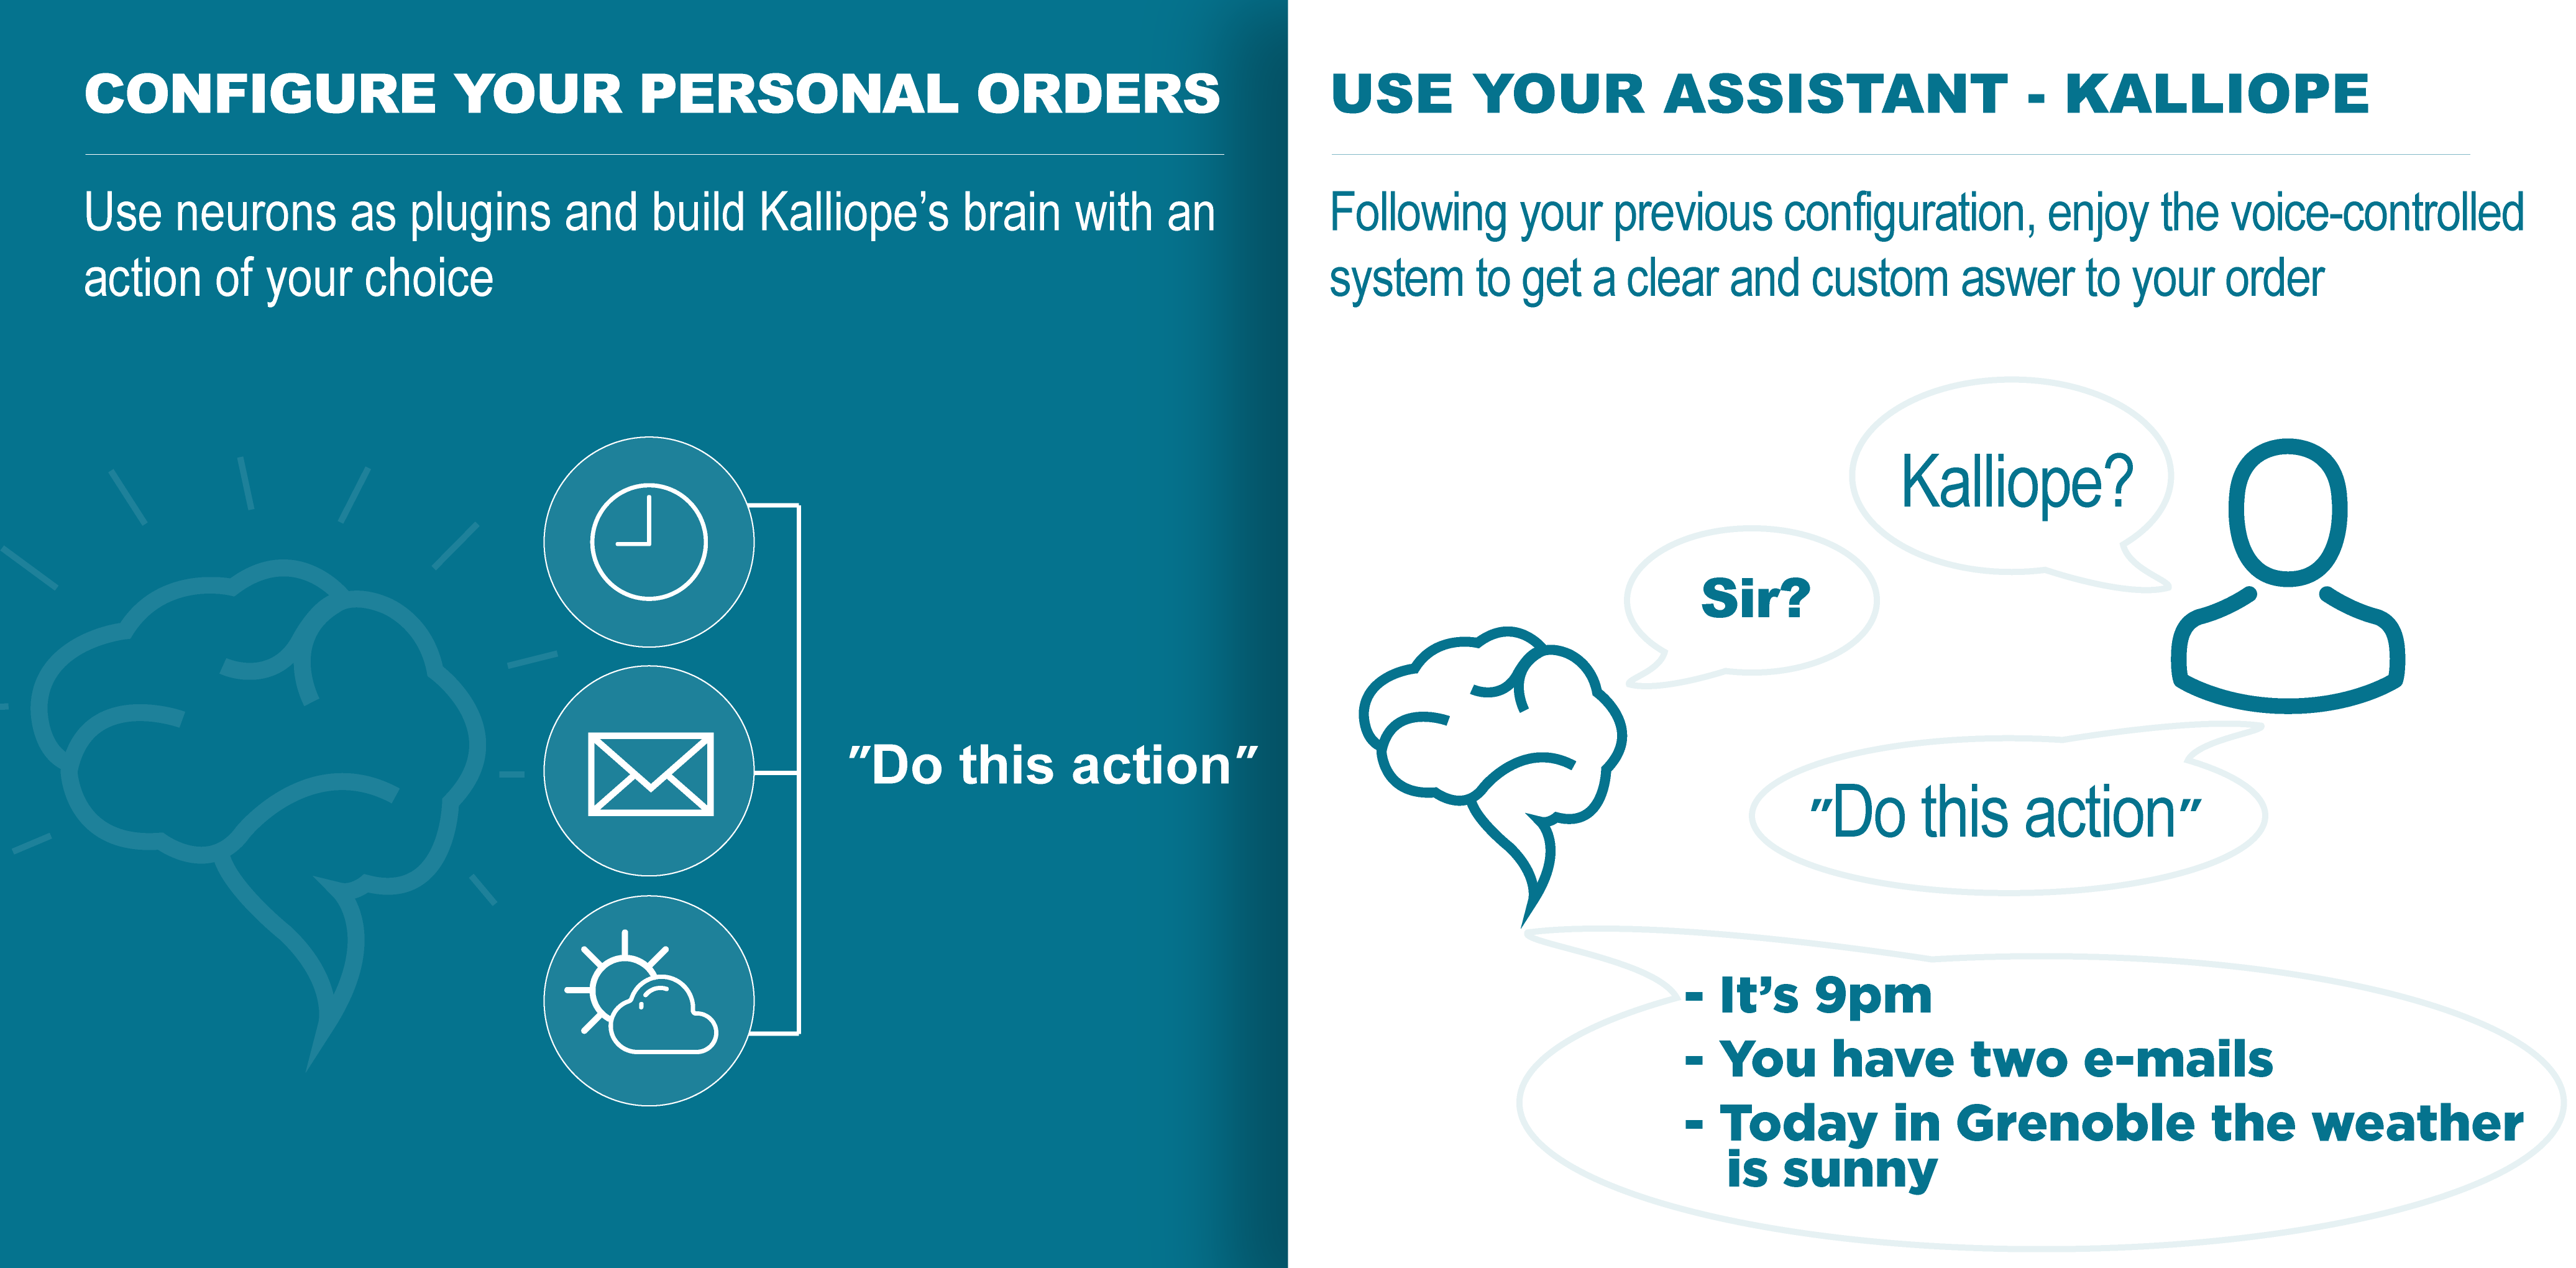 CONFIGURE YOUR PERSONAL ORDERS
Use neurons as plugins and build Kalliope’s brain with an
action of your choice
"Do this action"
USE YOUR ASSISTANT - KALLIOPE
Following your previous configuration, enjoy the voice-controlled
system to get a clear and custom aswer to your order
Kalliope?
Sir?
"Do this action"
- It’s 9pm
- You have two e-mails
- Today in Grenoble the weather
is sunny